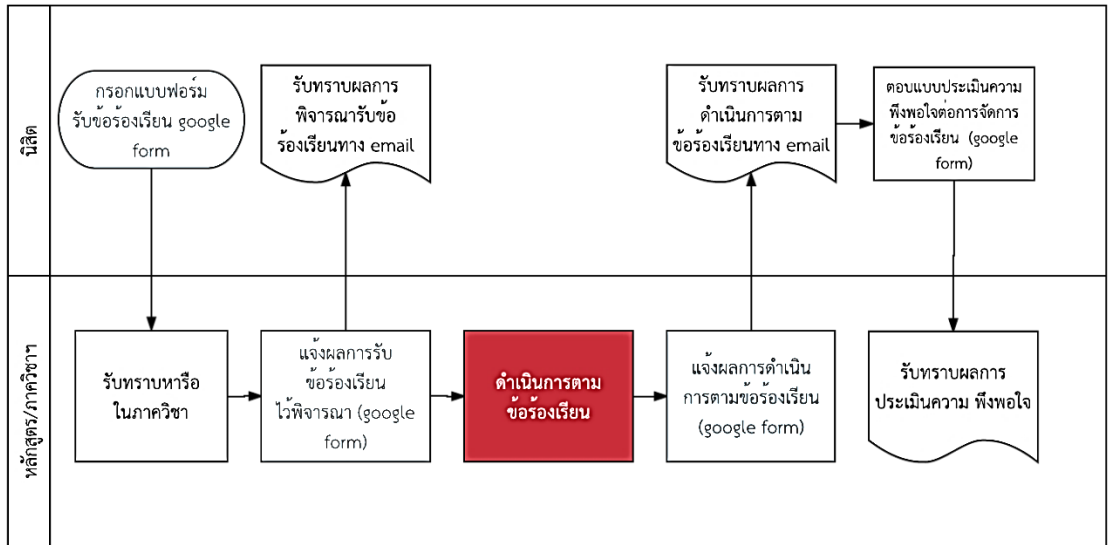 นิสิต
กรอกแบบฟอร์ม
รับข้อร้องเรียน google
form
รับทราบผลการ
พิจารณารับข้อ
ร้องเรียนทาง email
รับทราบผลการ
ดำเนินการตาม
ข้อร้องเรียนทาง email
ตอบแบบประเมินความ
พึงพอใจต่อการจัดการ
ข้อร้องเรียน (google
form)
หลักสูตร/ภาควิชาฯ
รับทราบหารือ
ในภาควิชา
แจ้งผลการรับ
ข้อร้องเรียน
ไว้พิจารณา (google
form)
ดำเนินการตาม
ข้อร้องเรียน
แจ้งผลการดำเนิน
การตามข้อร้องเรียน
(google form)
รับทราบผลการ
ประเมินความ พึงพอใจ